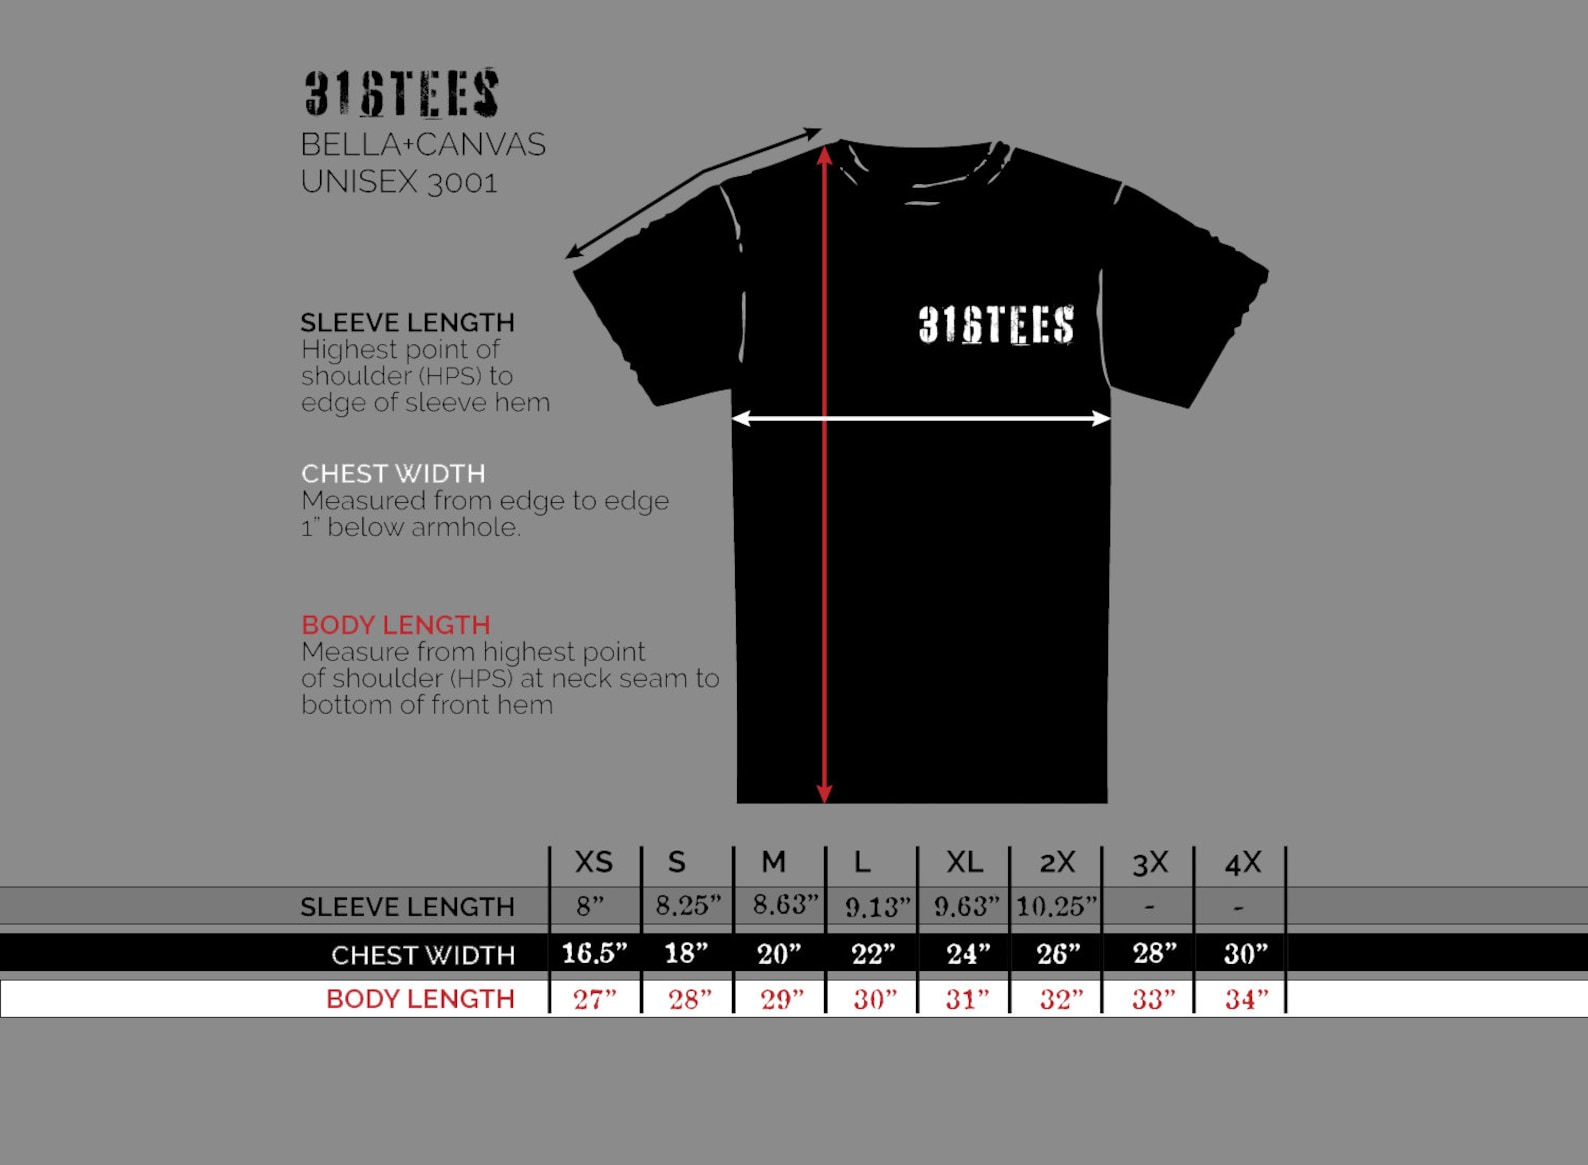 316TEES
BELLA+CANVAS
UNISEX 3001
SLEEVE LENGTH
Highest point of
shoulder (HPS) to
edge of sleeve hem
316TEES
CHEST WIDTH
Measured from edge to edge
1” below armhole.
BODY LENGTH
Measure from highest point
of shoulder (HPS) at neck seam to
bottom of front hem
XS S M L XL 2X 3X 4X
SLEEVE LENGTH 8” 8.25” 8.63” 9.13” 9.63” 10.25” - -
CHEST WIDTH 16.5” 18” 20” 22” 24” 26” 28” 30”
BODY LENGTH 27” 28” 29” 30” 31” 32” 33” 34”